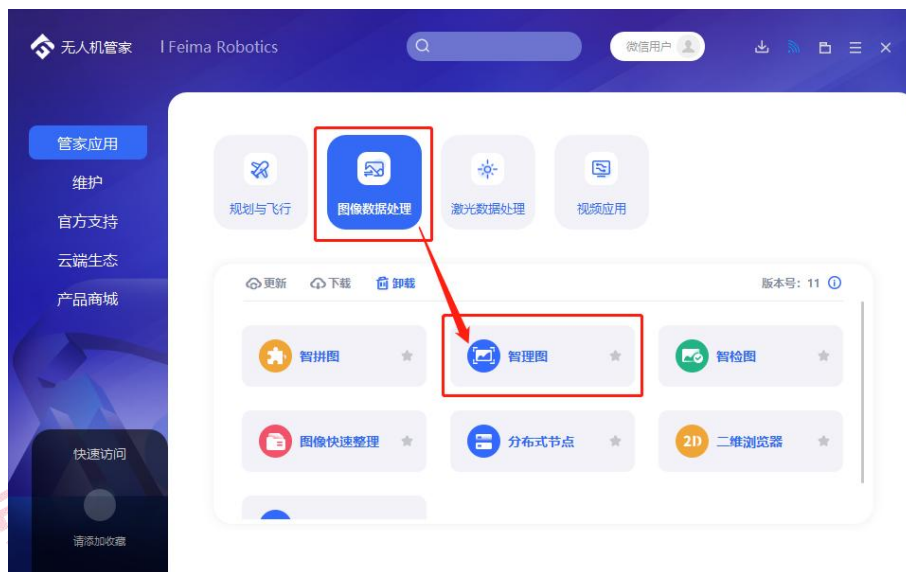 无人机管家 | Feima Robotics
微信用户
管家应用
维护
官方支持
云端生态
产品商城
快速访问
请添加收藏
规划与飞行
图像数据处理
激光数据处理
视频应用
更新
下载
卸载
版本号: 11
智拼图
智理图
智检图
图像快速整理
分布式节点
2D
二维浏览器